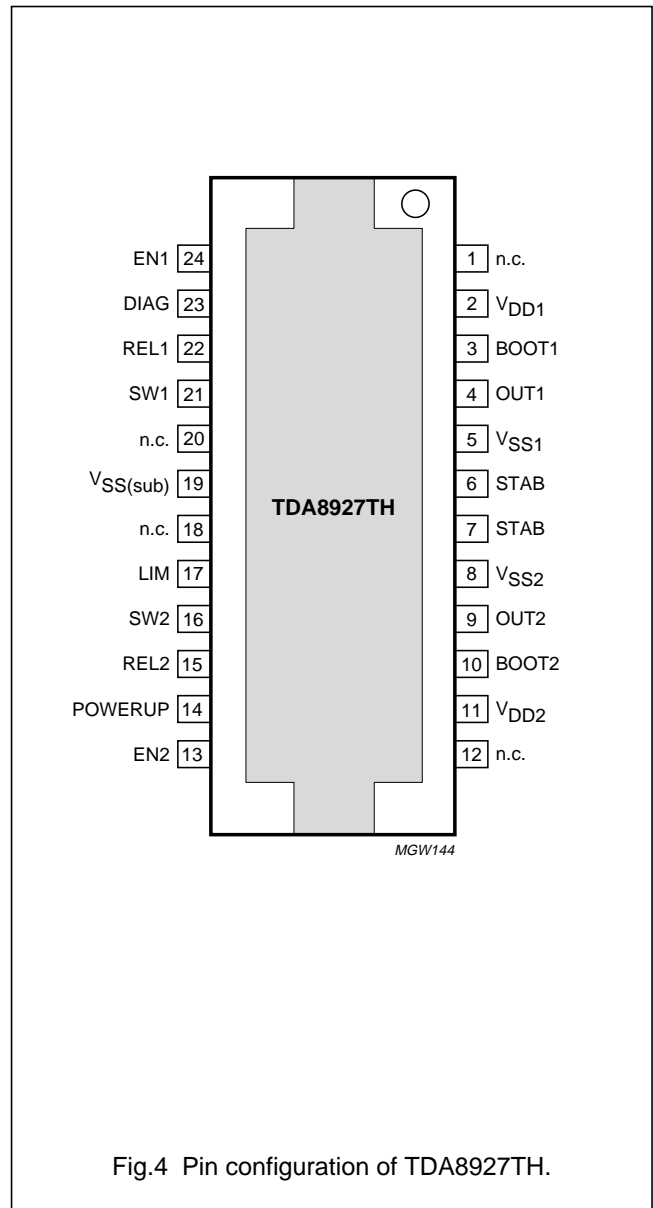 EN1 24 1 n.c.
DIAG 23 2 VDD1
REL1 22 3 BOOT1
SW1 21 4 OUT1
n.c. 20 5 VSS1
VSS(sub) 19 6 STAB
TDA8927TH
n.c. 18 7 STAB
LIM 17 8 VSS2
SW2 16 9 OUT2
REL2 15 10 BOOT2
POWERUP 14 11 VDD2
EN2 13 12 n.c.
MGW144
Fig.4 Pin configuration of TDA8927TH.